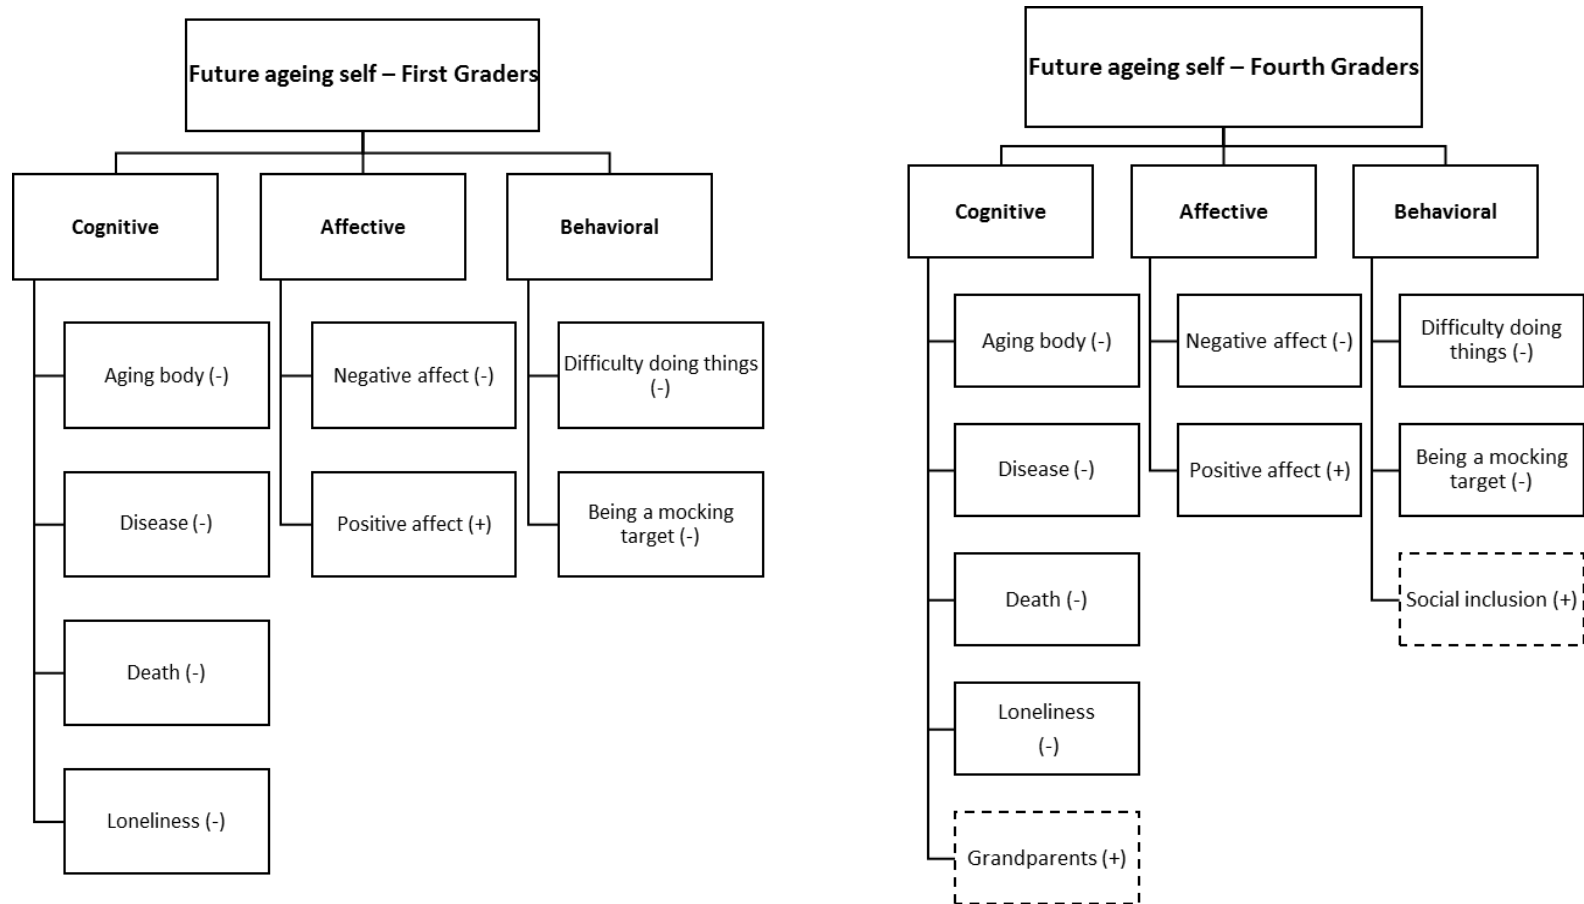 Future ageing self – First Graders
Cognitive
Affective
Behavioral
Aging body (-)
Negative affect (-)
Difficulty doing things
(-)
Disease (-)
Positive affect (+)
Being a mocking
target (-)
Death (-)
Loneliness (-)
Future ageing self – Fourth Graders
Cognitive
Affective
Behavioral
Aging body (-)
Negative affect (-)
Difficulty doing
things (-)
Disease (-)
Positive affect (+)
Being a mocking
target (-)
Death (-)
Social inclusion (+)
Loneliness
(-)
Grandparents (+)